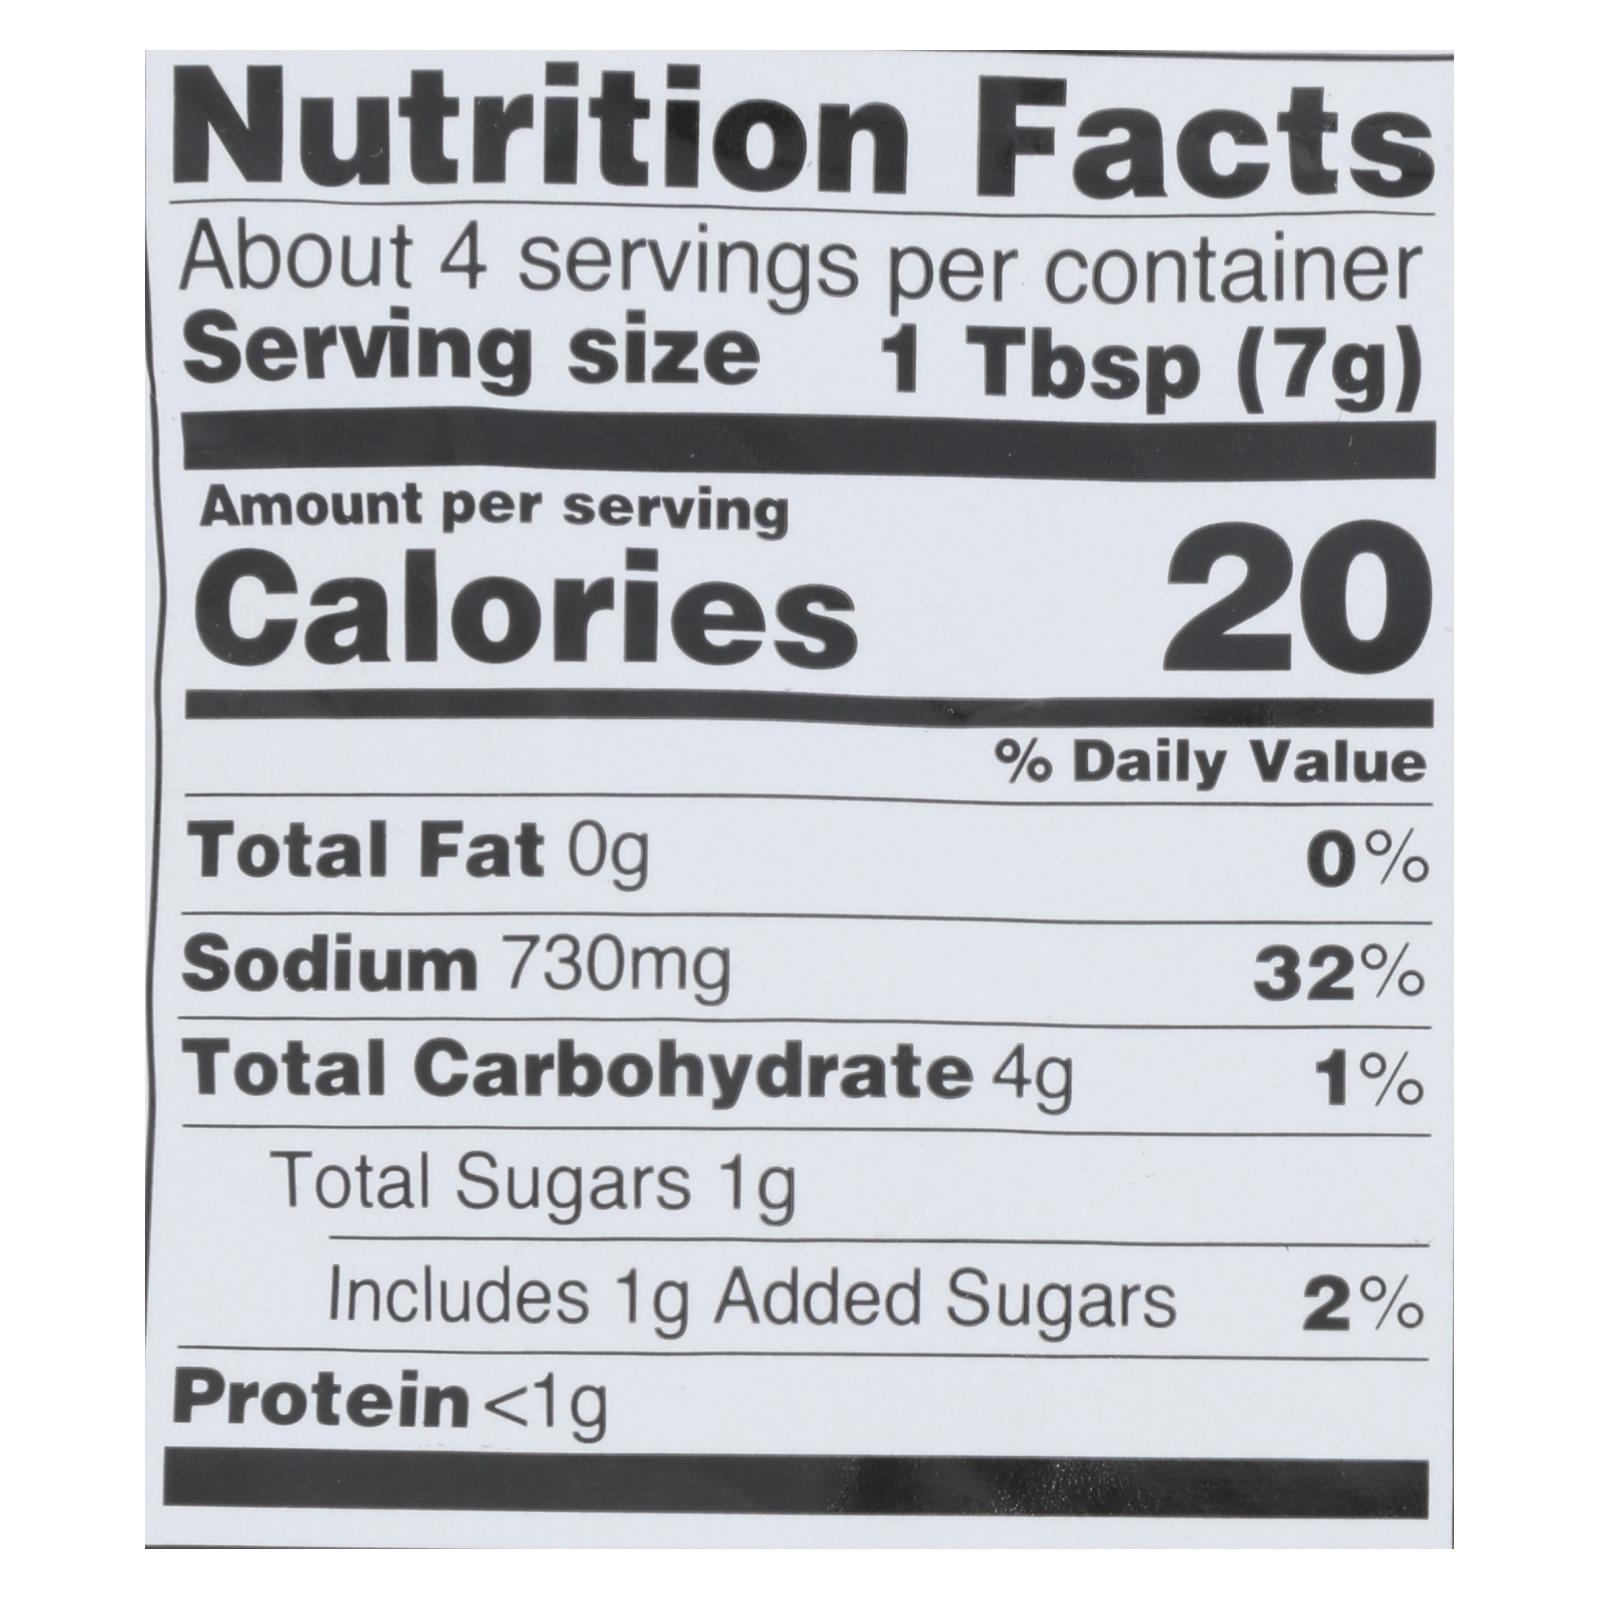 Nutrition Facts
About 4 servings per container
Serving size 1 Tbsp (7g)
Amount per serving
Calories 20
% Daily Value
Total Fat 0g 0%
Sodium 730mg 32%
Total Carbohydrate 4g 1%
Total Sugars 1g
Includes 1g Added Sugars 2%
Protein <1g